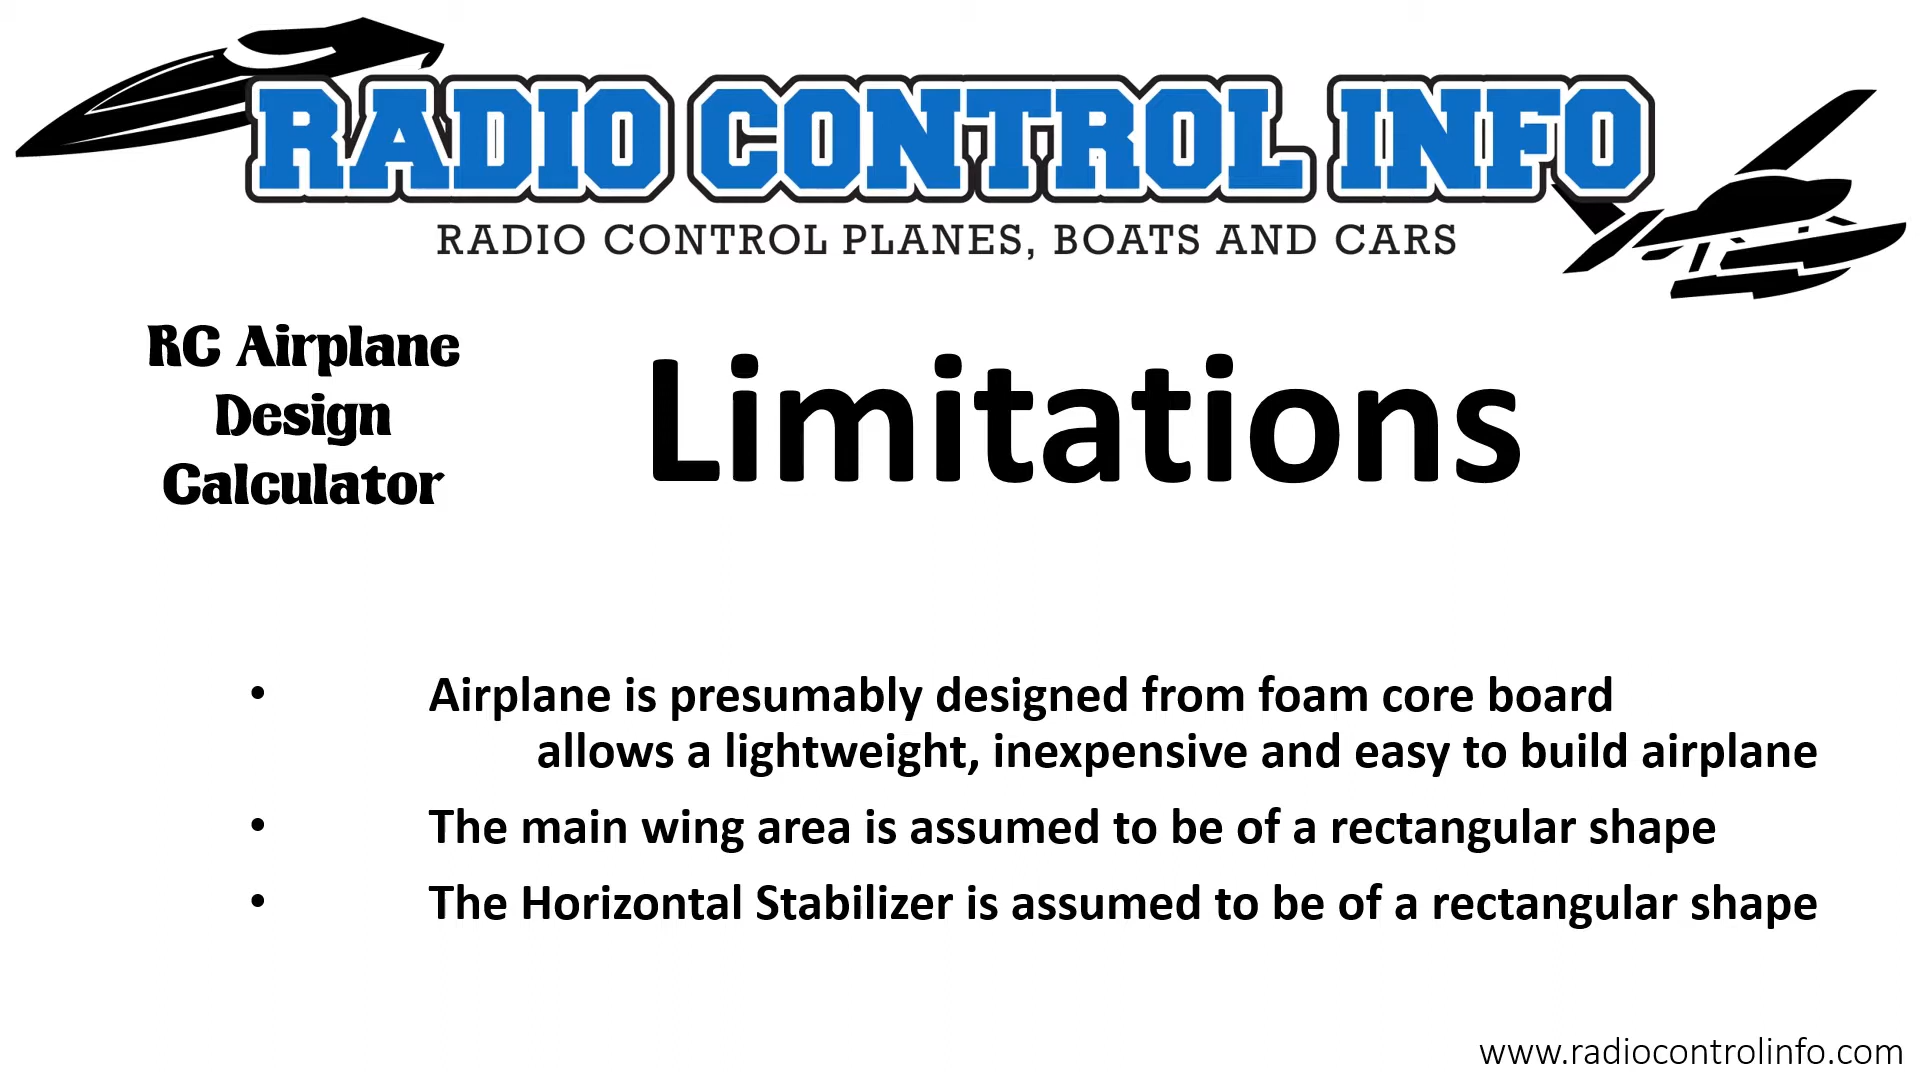 RADIO CONTROL INFO
RADIO CONTROL PLANES, BOATS AND CARS
RC Airplane
Design
Calculator
Limitations
• Airplane is presumably designed from foam core board
allows a lightweight, inexpensive and easy to build airplane
• The main wing area is assumed to be of a rectangular shape
• The Horizontal Stabilizer is assumed to be of a rectangular shape
www.radiocontrolinfo.com